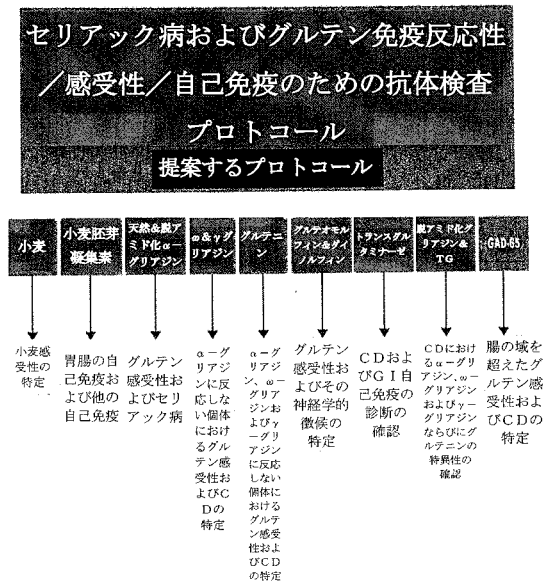 セリアック病およびグルテン免疫反応性
／感受性／自己免疫のための抗体検査
プロトコール
提案するプロトコール
小麦
小麦胚芽
凝集素
天然&脱ア
ミド化α－
グリアジン
ω&γグ
リアジン
グルテニ
ン
グルテオモル
フィン&ダイ
ノルフィン
トランスグル
タミナーゼ
脱アミド化グ
リアジン&
TG
GAD-65
小麦感
受性の
特定
胃腸の自
己免疫お
よび他の
自己免疫
グルテン
感受性お
よびセリ
アック病
α－グ
リアジ
ンに反
応しな
い個体
におけ
るグル
テン感
受性お
よびC
Dの
特定
α－グリ
アジ
ン、ω－
グリアジ
ンおよびγ
－グリア
ジンに反応
しない
個体に
おける
グルテ
ン感受
性およ
びCD
の特定
グルテン
感受性お
よびその
神経学的
徴候の
特定
CDおよ
びGI自
己免疫の
診断の
確認
CDにおけ
るα－グリア
ジン、ω－
グリアジン
およびγ－
グリアジン
ならびにグ
ルテニンの
特異性の
確認
腸の域を
超えたグ
ルテン感
受性およ
びCDの
特定